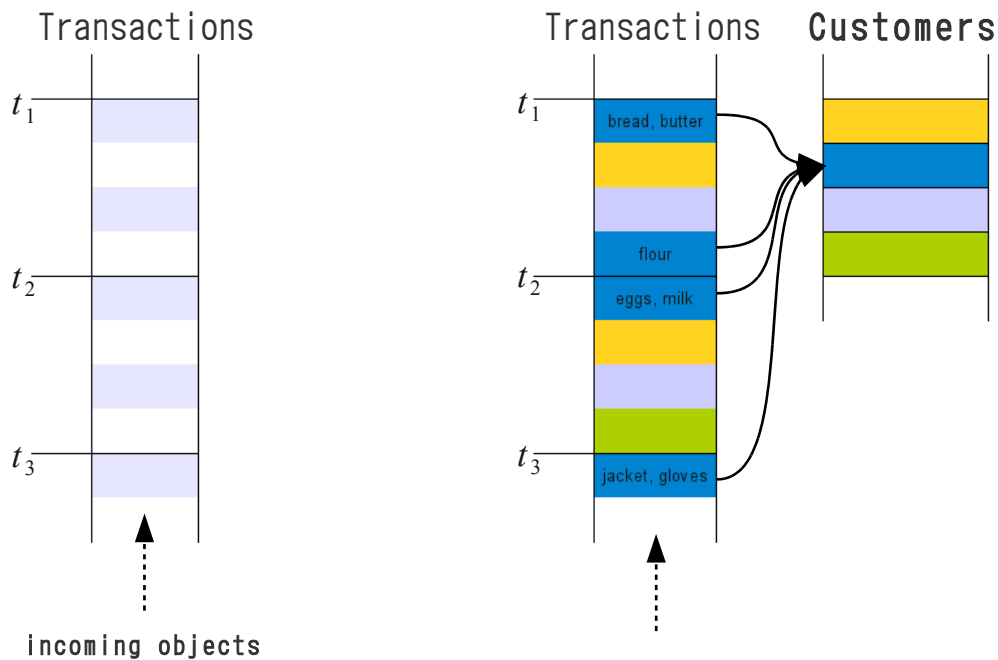 Transactions
t1
t2
t3
incoming objects
Transactions
Customers
t1
bread, butter
flour
t2
eggs, milk
t3
jacket, gloves